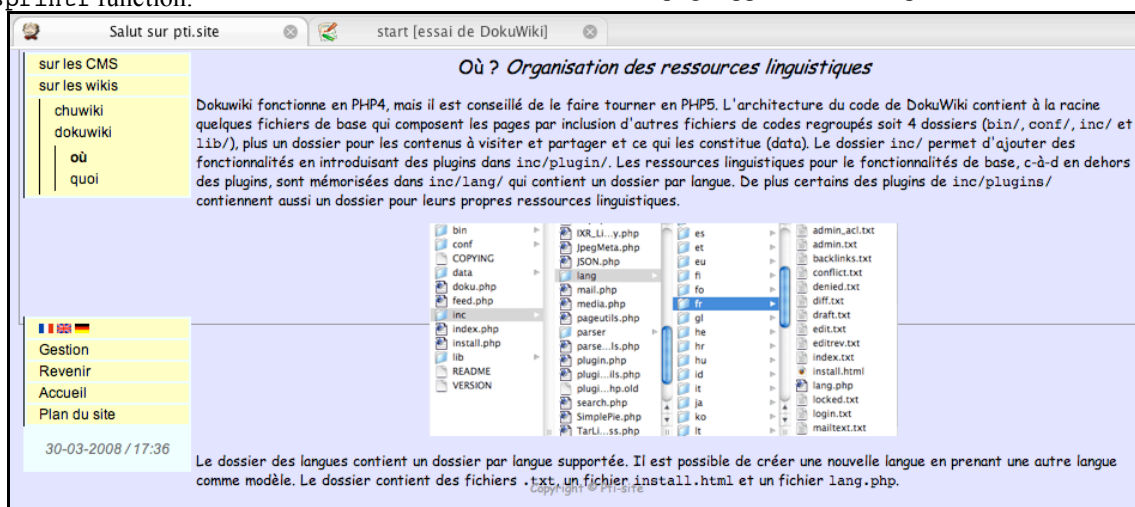 sprintf function.
Salut sur pti.site
start [essai de DokuWiki]
sur les CMS
sur les wikis
chuwiki
dokuwiki
où
quoi
Où ? Organisation des ressources linguistiques
Dokuwiki fonctionne en PHP4, mais il est conseillé de le faire tourner en PHP5. L'architecture du code de DokuWiki contient à la racine
quelques fichiers de base qui composent les pages par inclusion d'autres fichiers de codes regroupés soit 4 dossiers (bin/, conf/, inc/ et
lib/), plus un dossier pour les contenus à visiter et partager et ce qui les constitue (data). Le dossier inc/ permet d'ajouter des
fonctionnalités en introduisant des plugins dans inc/plugin/. Les ressources linguistiques pour le fonctionnalités de base, c-à-d en dehors
des plugins, sont mémorisées dans inc/lang/ qui contient un dossier par langue. De plus certains des plugins de inc/plugins/
contiennent aussi un dossier pour leurs propres ressources linguistiques.
bin
conf
COPYING
data
doku.php
feed.php
inc
index.php
install.php
lib
README
VERSION
IXR_Li...y.php
JpegMeta.php
JSON.php
lang
mail.php
media.php
pageutils.php
parser
parse...ls.php
plugin.php
plugi...ils.php
plugi...hp.old
search.php
SimplePie.php
TarLi...ss.php
es
et
eu
fi
fo
fr
gl
he
hr
hu
id
it
ja
ko
lt
admin_acl.txt
admin.txt
backlinks.txt
conflict.txt
denied.txt
diff.txt
draft.txt
edit.txt
editrev.txt
index.txt
install.html
lang.php
locked.txt
login.txt
mailtext.txt
Gestion
Revenir
Accueil
Plan du site
30-03-2008 / 17:36
Le dossier des langues contient un dossier par langue supportée. Il est possible de créer une nouvelle langue en prenant une autre langue
comme modèle. Le dossier contient des fichiers .txt, un fichier install.html et un fichier lang.php.
Copyright © Pti-site